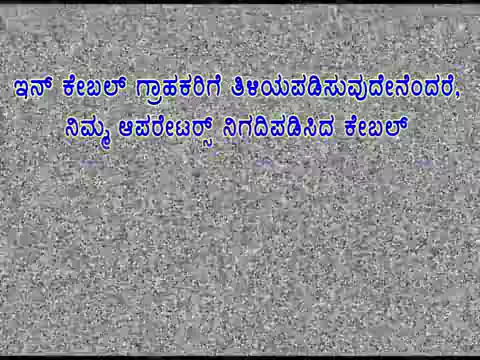 ಇನ್ ಕೇಬಲ್ ಗ್ರಾಹಕರಿಗೆ ತಿಳಿಯಪಡಿಸುವುದೇನೆಂದರೆ,
ನಿಮ್ಮ ಆಪರೇಟರ್‍ಸ್ ನಿಗದಿಪಡಿಸಿದ ಕೇಬಲ್